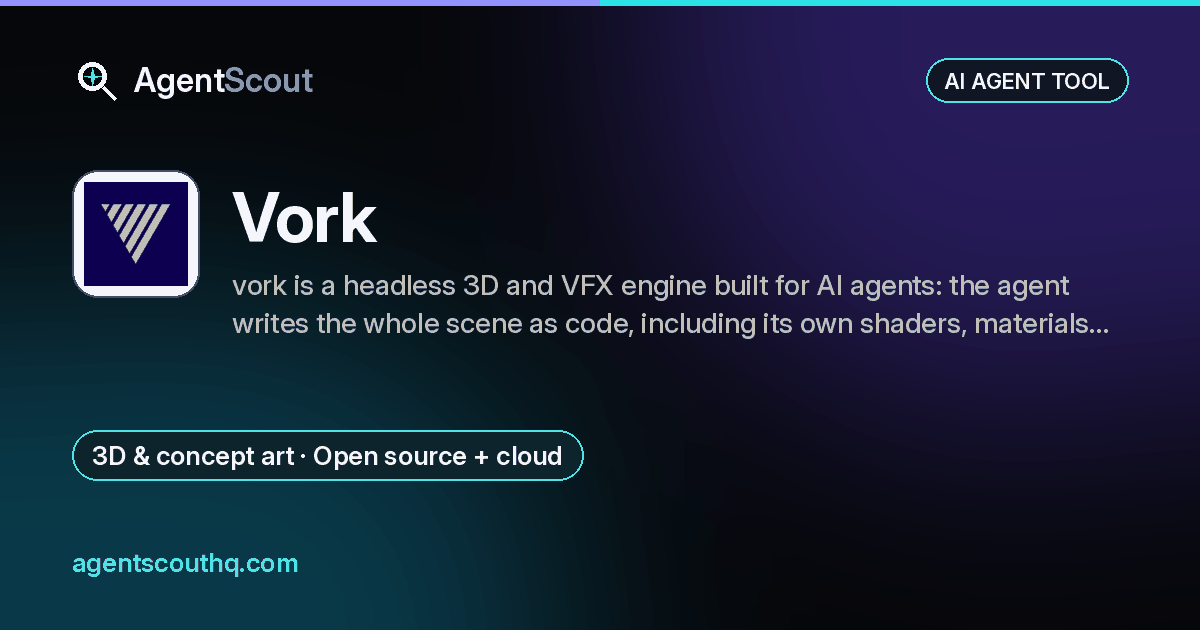 AgentScout
AI AGENT TOOL
Vork
vork is a headless 3D and VFX engine built for AI agents: the agent
writes the whole scene as code, including its own shaders, materials...
3D & concept art · Open source + cloud
agentscouthq.com